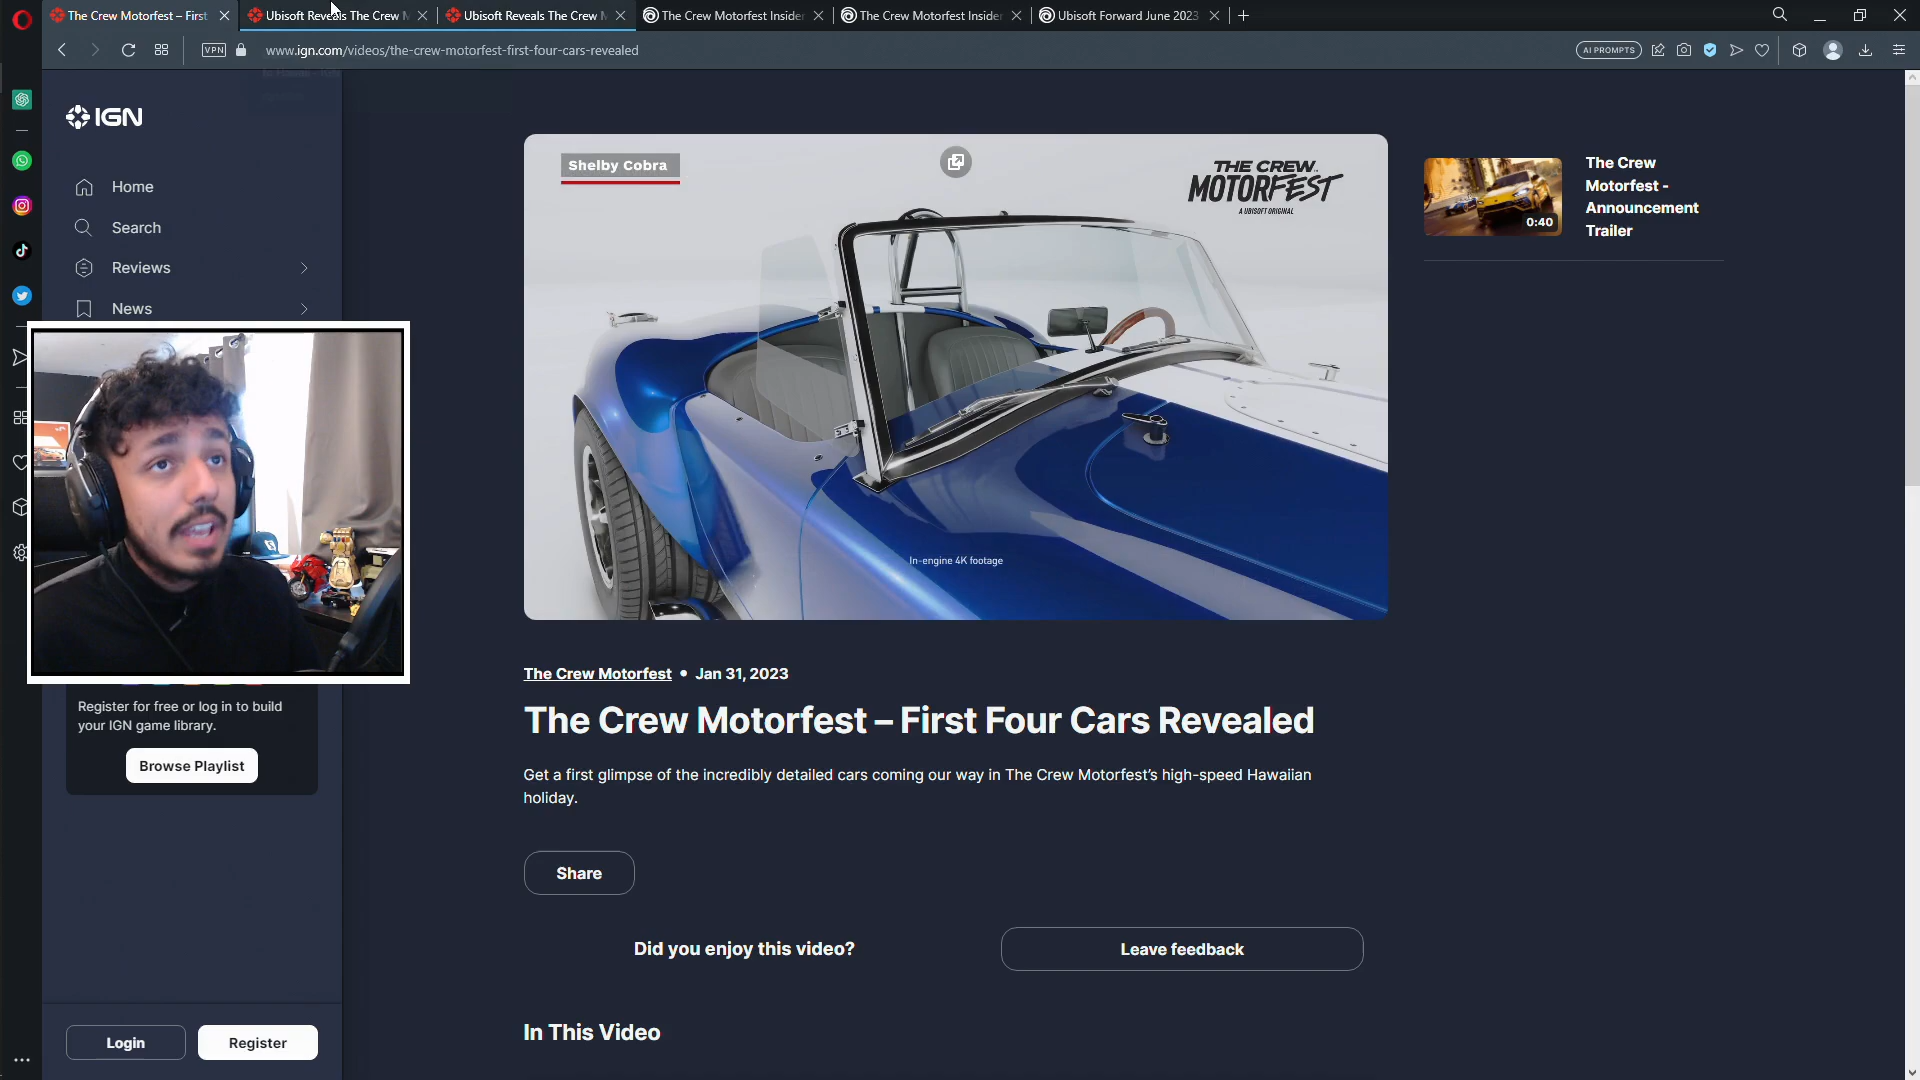 The Crew Motorfest – First
Ubisoft Reveals The Crew M
Ubisoft Reveals The Crew M
The Crew Motorfest Insider
The Crew Motorfest Insider
Ubisoft Forward June 2023
VPN
www.ign.com/videos/the-crew-motorfest-first-four-cars-revealed
AI PROMPTS
IGN
Home
Search
Reviews
News
Shelby Cobra
THE CREW
MOTORFEST
A UBISOFT ORIGINAL
In-engine 4K footage
0:40
The Crew
Motorfest -
Announcement
Trailer
The Crew Motorfest • Jan 31, 2023
The Crew Motorfest – First Four Cars Revealed
Get a first glimpse of the incredibly detailed cars coming our way in The Crew Motorfest's high-speed Hawaiian
holiday.
Share
Did you enjoy this video?
Leave feedback
In This Video
Register for free or log in to build
your IGN game library.
Browse Playlist
Login
Register